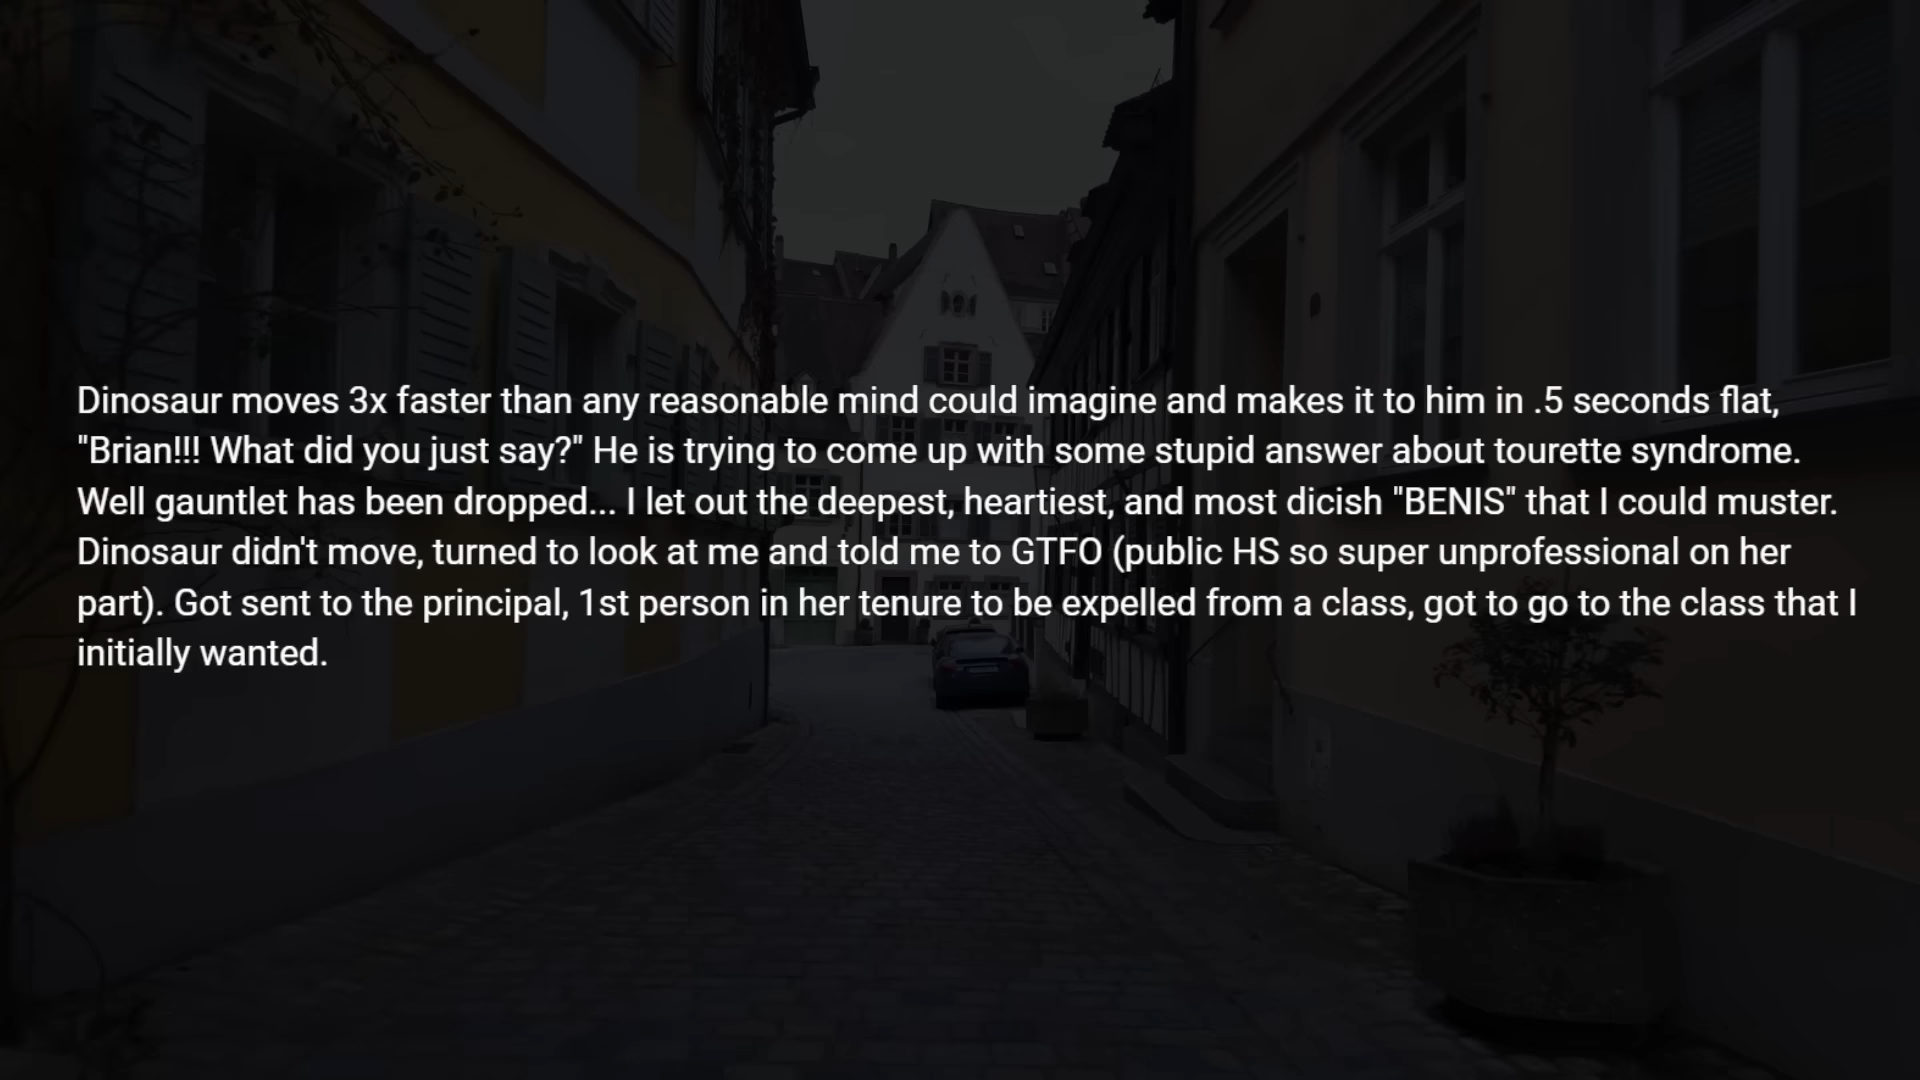 Dinosaur moves 3x faster than any reasonable mind could imagine and makes it to him in .5 seconds flat,
"Brian!!! What did you just say?" He is trying to come up with some stupid answer about tourette syndrome.
Well gauntlet has been dropped... I let out the deepest, heartiest, and most dicish "BENIS" that I could muster.
Dinosaur didn't move, turned to look at me and told me to GTFO (public HS so super unprofessional on her
part). Got sent to the principal, 1st person in her tenure to be expelled from a class, got to go to the class that I
initially wanted.